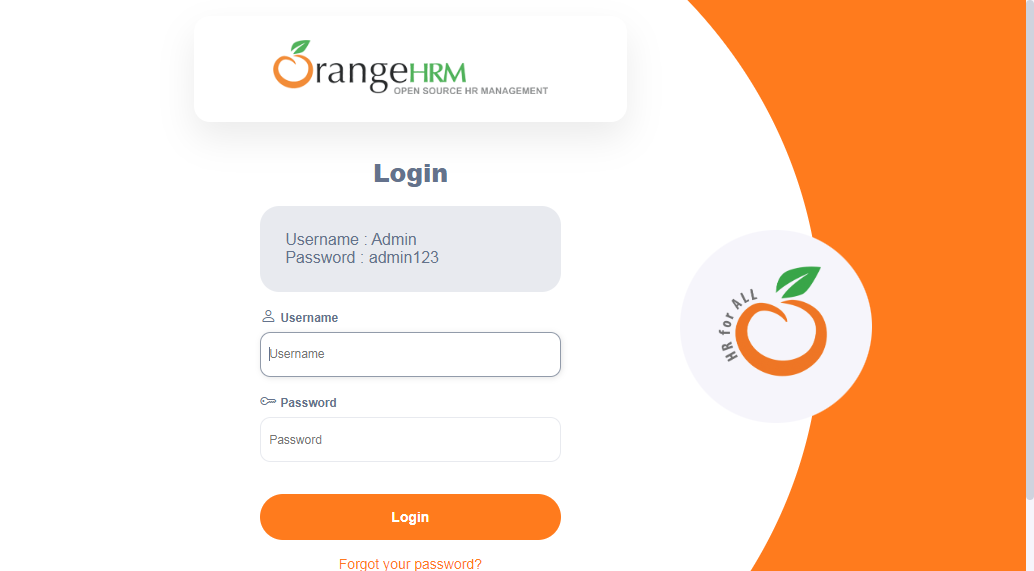 OrangeHRM
OPEN SOURCE HR MANAGEMENT
Login
Username : Admin
Password : admin123
Username
Username
Password
Password
Login
Forgot your password?
HR for ALL